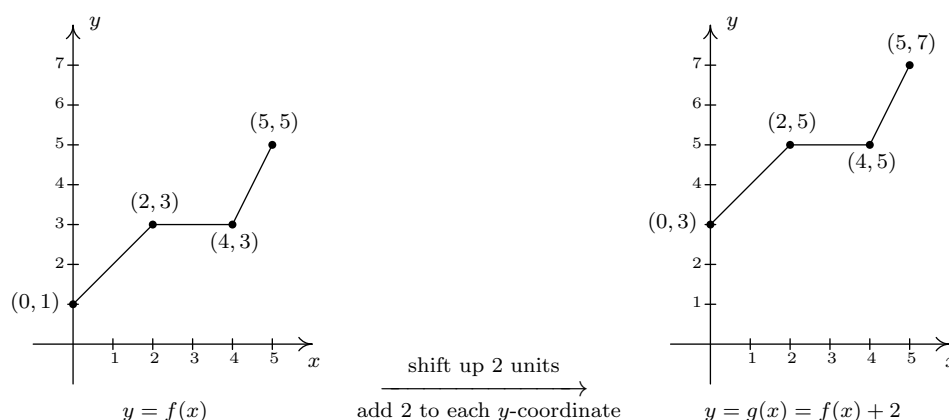 y
7
6
5
4
3
2
(0, 1)
(2, 3)
(4, 3)
(5, 5)
1 2 3 4 5
x
y = f(x)
shift up 2 units
add 2 to each y-coordinate
y
7
6
5
4
3
2
1
(0, 3)
(2, 5)
(4, 5)
(5, 7)
1 2 3 4 5
x
y = g(x) = f(x) + 2